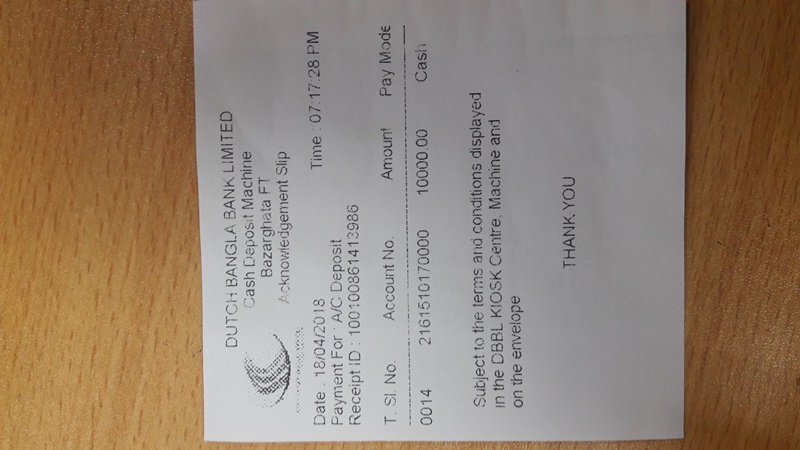 DUTCH BANGLA BANK LIMITED
Cash Deposit Machine
Bazarghata FT
Acknowledgement Slip
Date : 18/04/2018 Time : 07:17:28 PM
Payment For : A/C Deposit
Receipt ID : 100100861413986
T. Sl. No. Account No. Amount Pay Mode
0014 2161510170000 10000.00 Cash
Subject to the terms and conditions displayed
in the DBBL KIOSK Centre, Machine and
on the envelope
THANK YOU